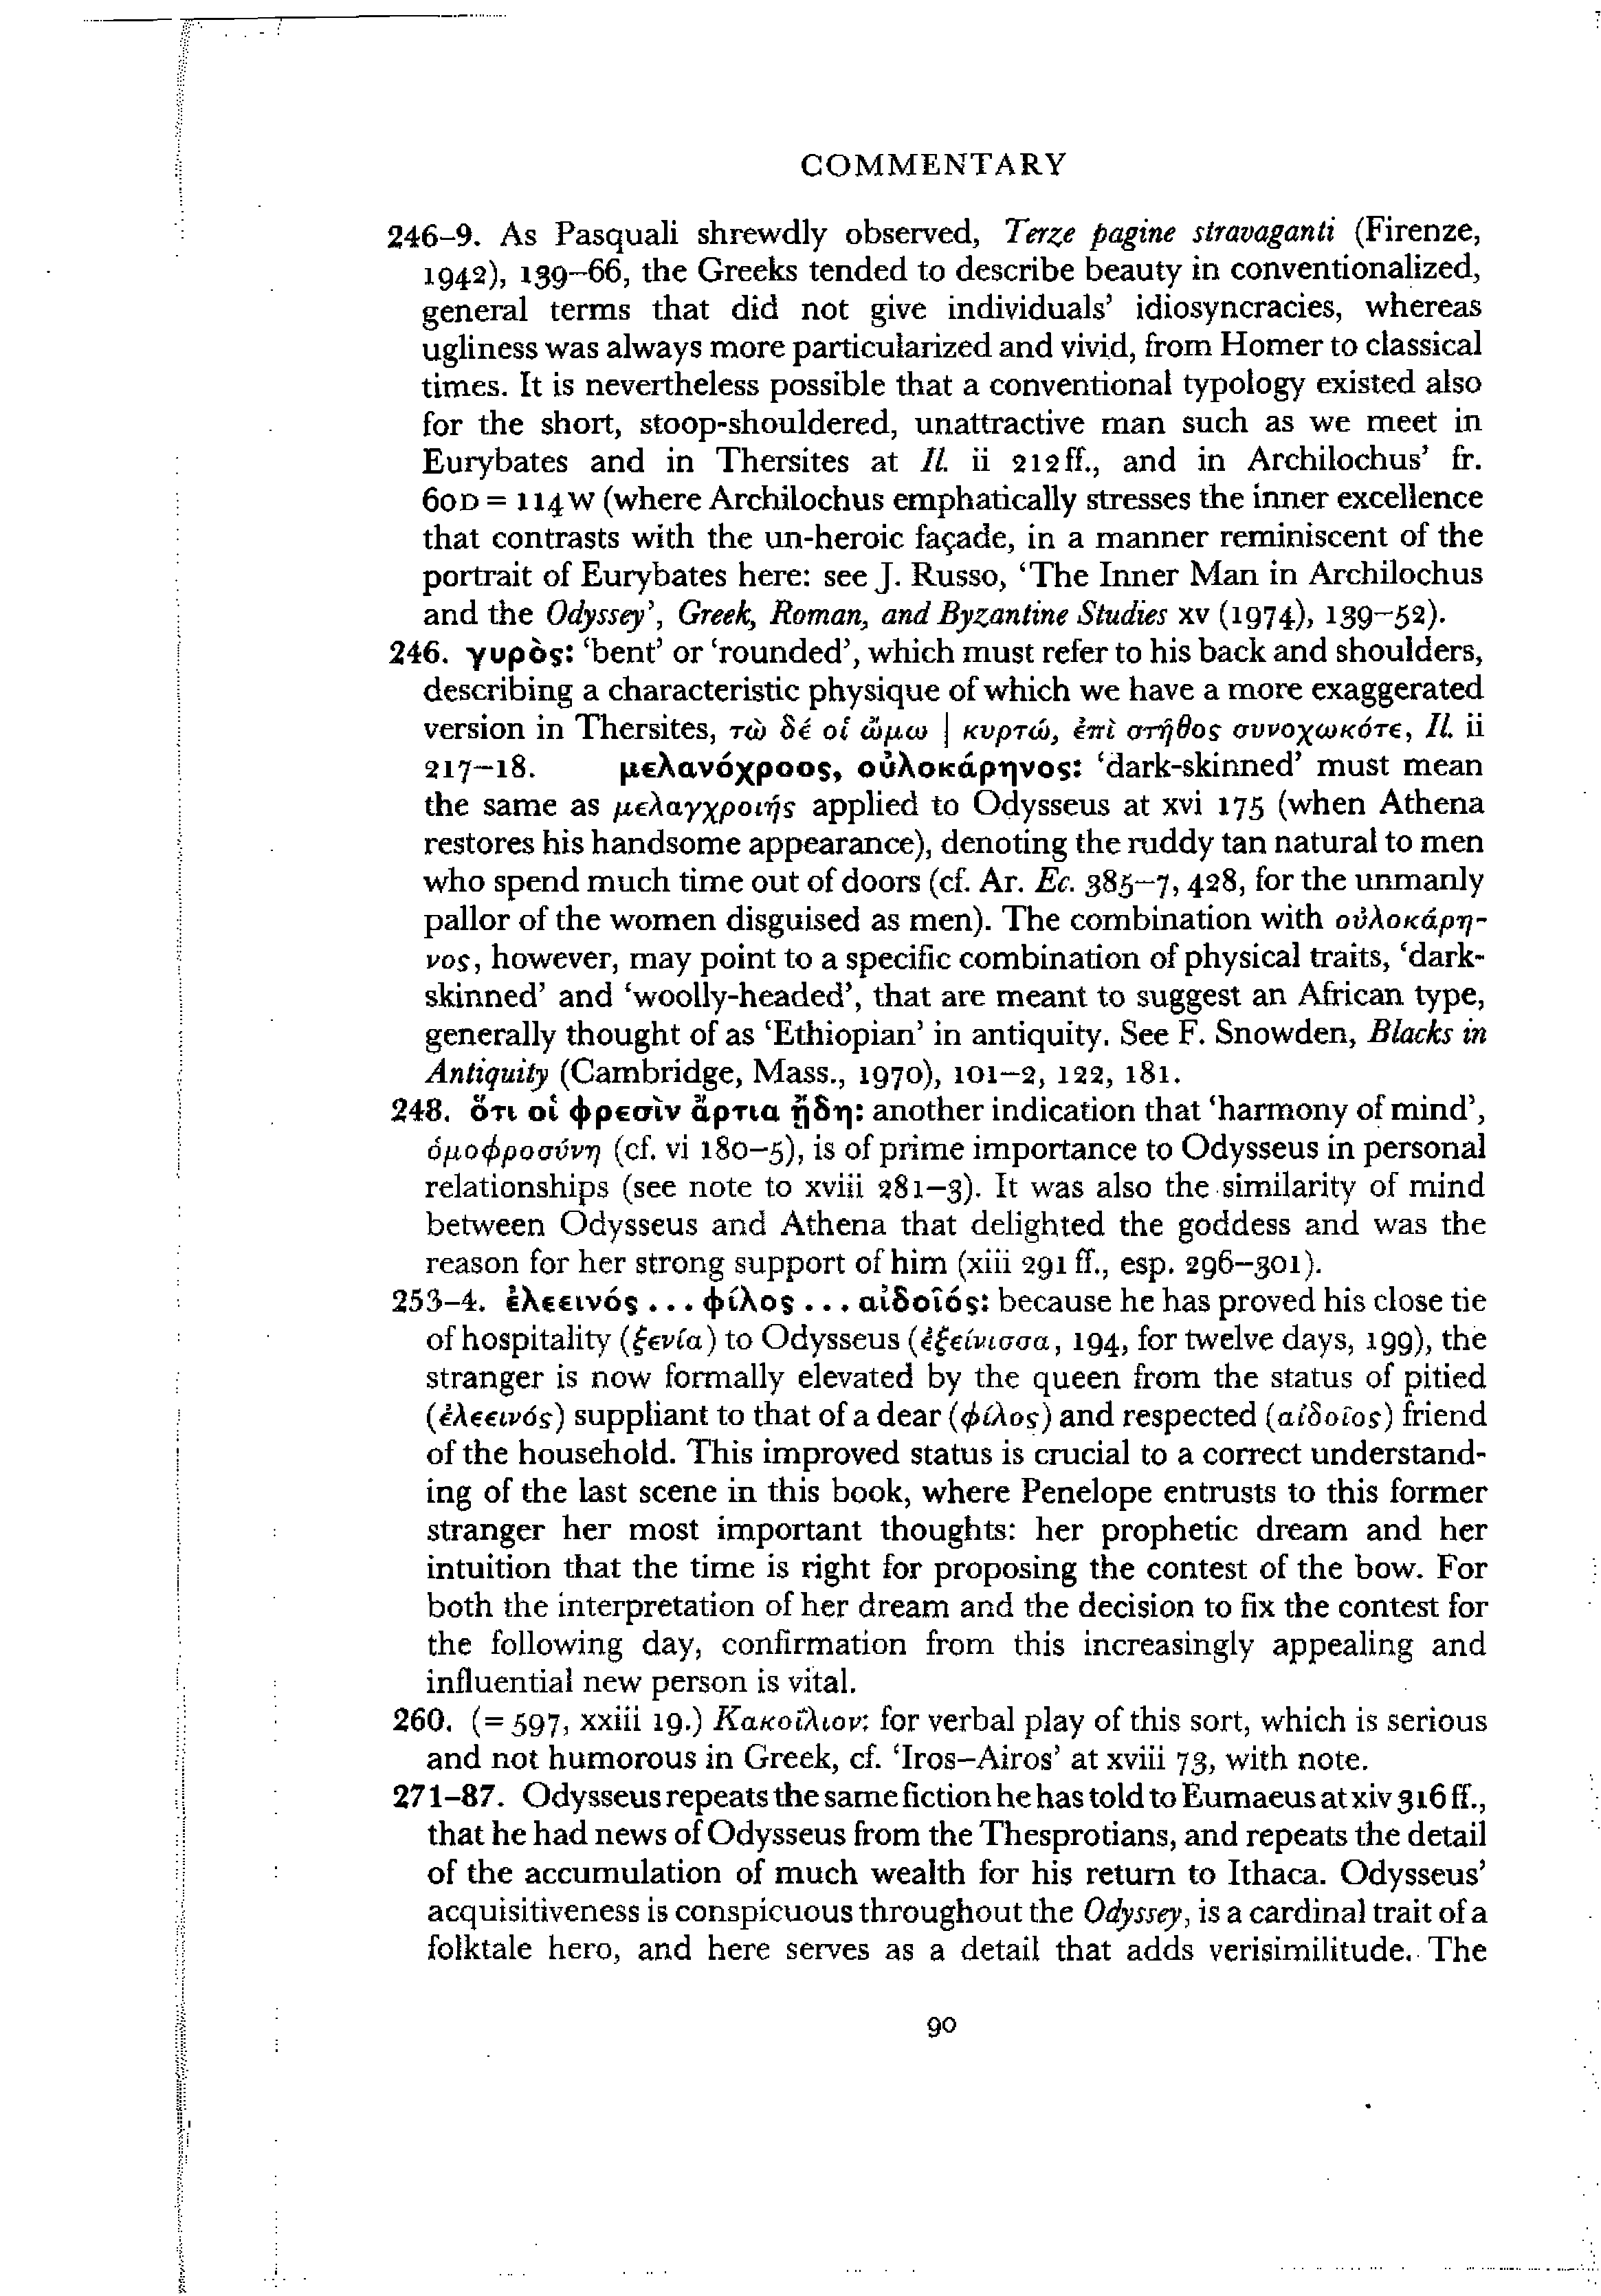 COMMENTARY
246–9. As Pasquali shrewdly observed, Terze pagine stravaganti (Firenze,
1942), 139–66, the Greeks tended to describe beauty in conventionalized,
general terms that did not give individuals’ idiosyncracies, whereas
ugliness was always more particularized and vivid, from Homer to classical
times. It is nevertheless possible that a conventional typology existed also
for the short, stoop-shouldered, unattractive man such as we meet in
Eurybates and in Thersites at Il. ii 212 ff., and in Archilochus’ fr.
60D = 114W (where Archilochus emphatically stresses the inner excellence
that contrasts with the un-heroic façade, in a manner reminiscent of the
portrait of Eurybates here: see J. Russo, ‘The Inner Man in Archilochus
and the Odyssey’, Greek, Roman, and Byzantine Studies xv (1974), 139–52).
246. γυρὸς: ‘bent’ or ‘rounded’, which must refer to his back and shoulders,
describing a characteristic physique of which we have a more exaggerated
version in Thersites, τὼ δέ οἱ ὤμω | κυρτώ, ἐπὶ στῆθος συνοχωκότε, Il. ii
217–18. μελανόχροος, οὐλοκάρηνος: ‘dark-skinned’ must mean
the same as μελαγχροιής applied to Odysseus at xvi 175 (when Athena
restores his handsome appearance), denoting the ruddy tan natural to men
who spend much time out of doors (cf. Ar. Ec. 385–7, 428, for the unmanly
pallor of the women disguised as men). The combination with οὐλοκάρη-
νος, however, may point to a specific combination of physical traits, ‘dark-
skinned’ and ‘woolly-headed’, that are meant to suggest an African type,
generally thought of as ‘Ethiopian’ in antiquity. See F. Snowden, Blacks in
Antiquity (Cambridge, Mass., 1970), 101–2, 122, 181.
248. ὅτι οἱ φρεσὶν ἄρτια ᾔδη: another indication that ‘harmony of mind’,
ὁμοφροσύνη (cf. vi 180–5), is of prime importance to Odysseus in personal
relationships (see note to xviii 281–3). It was also the similarity of mind
between Odysseus and Athena that delighted the goddess and was the
reason for her strong support of him (xiii 291 ff., esp. 296–301).
253–4. ἐλεεινός . . . φίλος . . . αἰδοῖός: because he has proved his close tie
of hospitality (ξενία) to Odysseus (ἐξείνισσα, 194, for twelve days, 199), the
stranger is now formally elevated by the queen from the status of pitied
(ἐλεεινός) suppliant to that of a dear (φίλος) and respected (αἰδοῖος) friend
of the household. This improved status is crucial to a correct understand-
ing of the last scene in this book, where Penelope entrusts to this former
stranger her most important thoughts: her prophetic dream and her
intuition that the time is right for proposing the contest of the bow. For
both the interpretation of her dream and the decision to fix the contest for
the following day, confirmation from this increasingly appealing and
influential new person is vital.
260. (= 597, xxiii 19.) Κακοΐλιον: for verbal play of this sort, which is serious
and not humorous in Greek, cf. ‘Iros–Airos’ at xviii 73, with note.
271–87. Odysseus repeats the same fiction he has told to Eumaeus at xiv 316 ff.,
that he had news of Odysseus from the Thesprotians, and repeats the detail
of the accumulation of much wealth for his return to Ithaca. Odysseus’
acquisitiveness is conspicuous throughout the Odyssey, is a cardinal trait of a
folktale hero, and here serves as a detail that adds verisimilitude. The
90